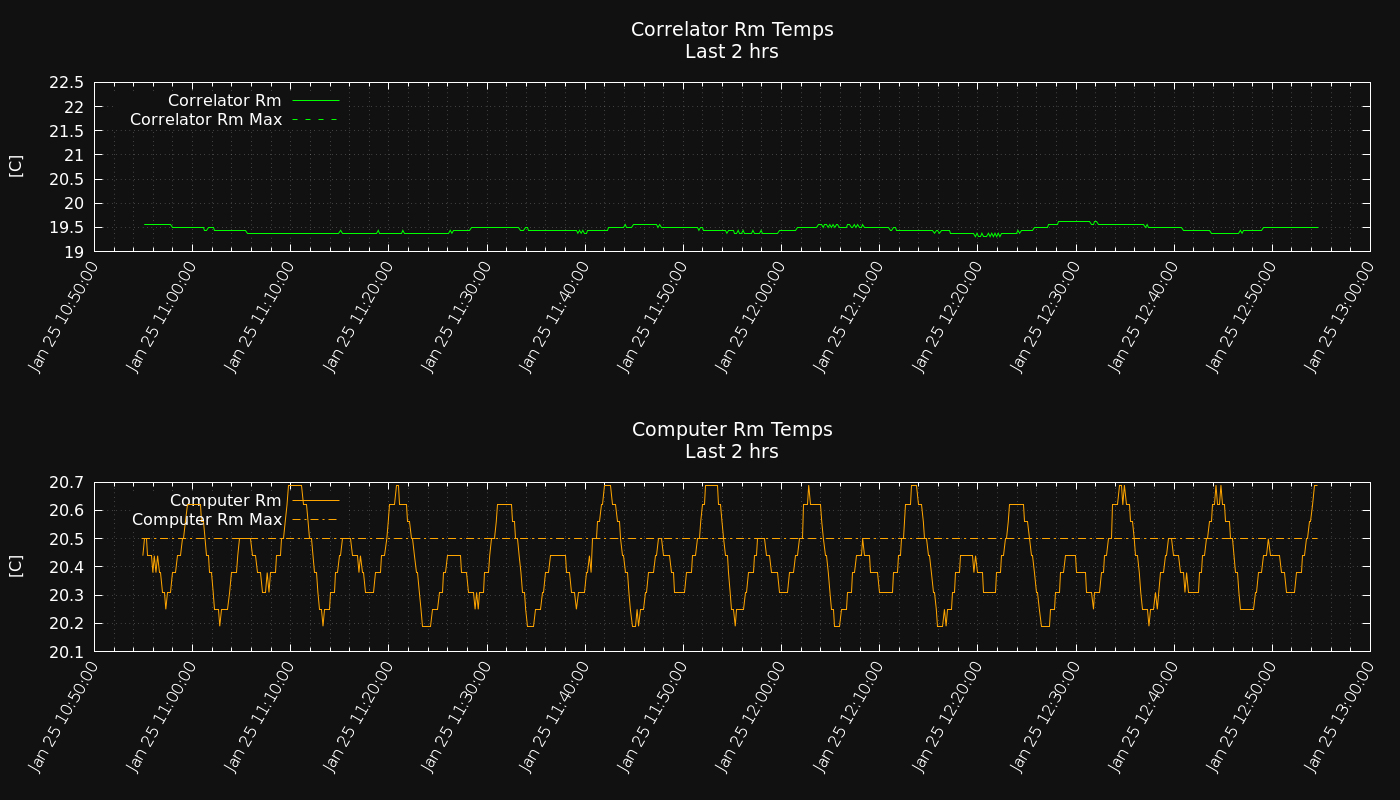 Correlator Rm Temps
Last 2 hrs
22.5
22
21.5
21
20.5
20
19.5
19
[C]
Correlator Rm
Correlator Rm Max
Jan 25 10:50:00
Jan 25 11:00:00
Jan 25 11:10:00
Jan 25 11:20:00
Jan 25 11:30:00
Jan 25 11:40:00
Jan 25 11:50:00
Jan 25 12:00:00
Jan 25 12:10:00
Jan 25 12:20:00
Jan 25 12:30:00
Jan 25 12:40:00
Jan 25 12:50:00
Jan 25 13:00:00
Computer Rm Temps
Last 2 hrs
20.7
20.6
20.5
20.4
20.3
20.2
20.1
[C]
Computer Rm
Computer Rm Max
Jan 25 10:50:00
Jan 25 11:00:00
Jan 25 11:10:00
Jan 25 11:20:00
Jan 25 11:30:00
Jan 25 11:40:00
Jan 25 11:50:00
Jan 25 12:00:00
Jan 25 12:10:00
Jan 25 12:20:00
Jan 25 12:30:00
Jan 25 12:40:00
Jan 25 12:50:00
Jan 25 13:00:00